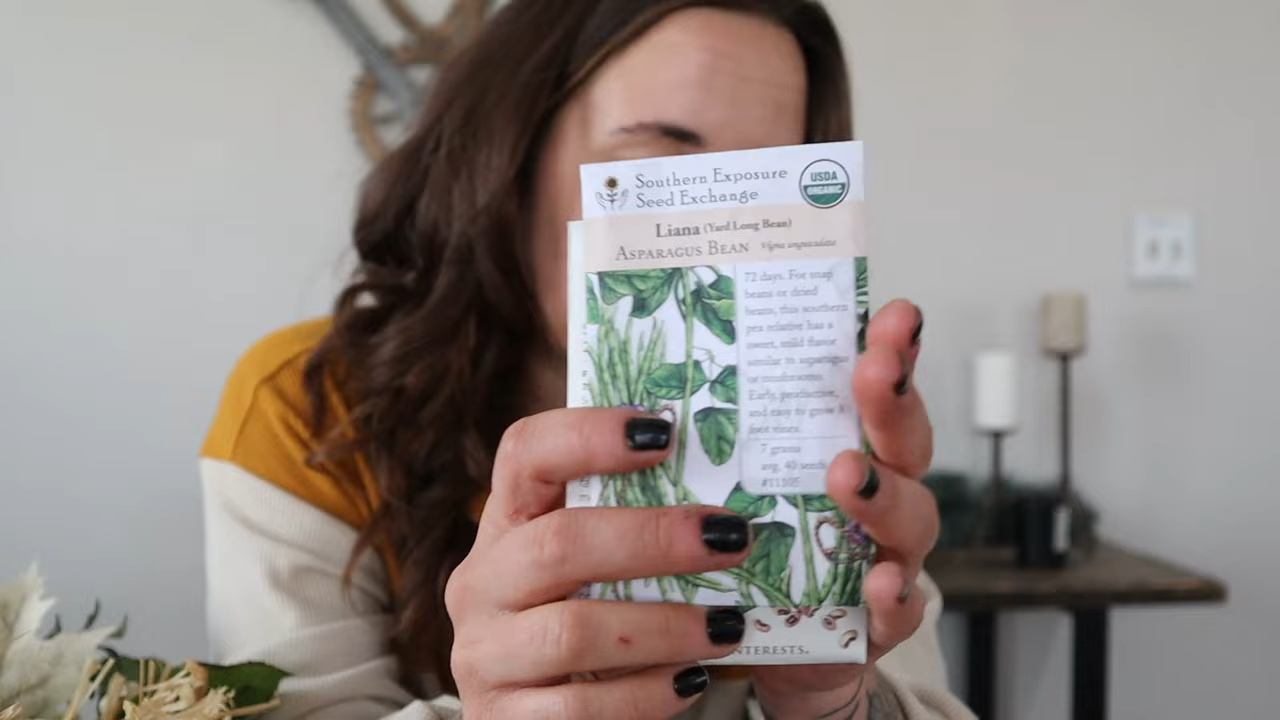 Southern Exposure
Seed Exchange
USDA
ORGANIC
Liana (Yard Long Bean)
ASPARAGUS BEAN Vigna unguiculata
72 days. For snap
beans or dried
beans, this southern
pea relative has a
sweet, mild flavor
similar to asparagus
or mushrooms.
Early, productive,
and easy to grow 8
foot vines.
7 grams
avg. 40 seeds